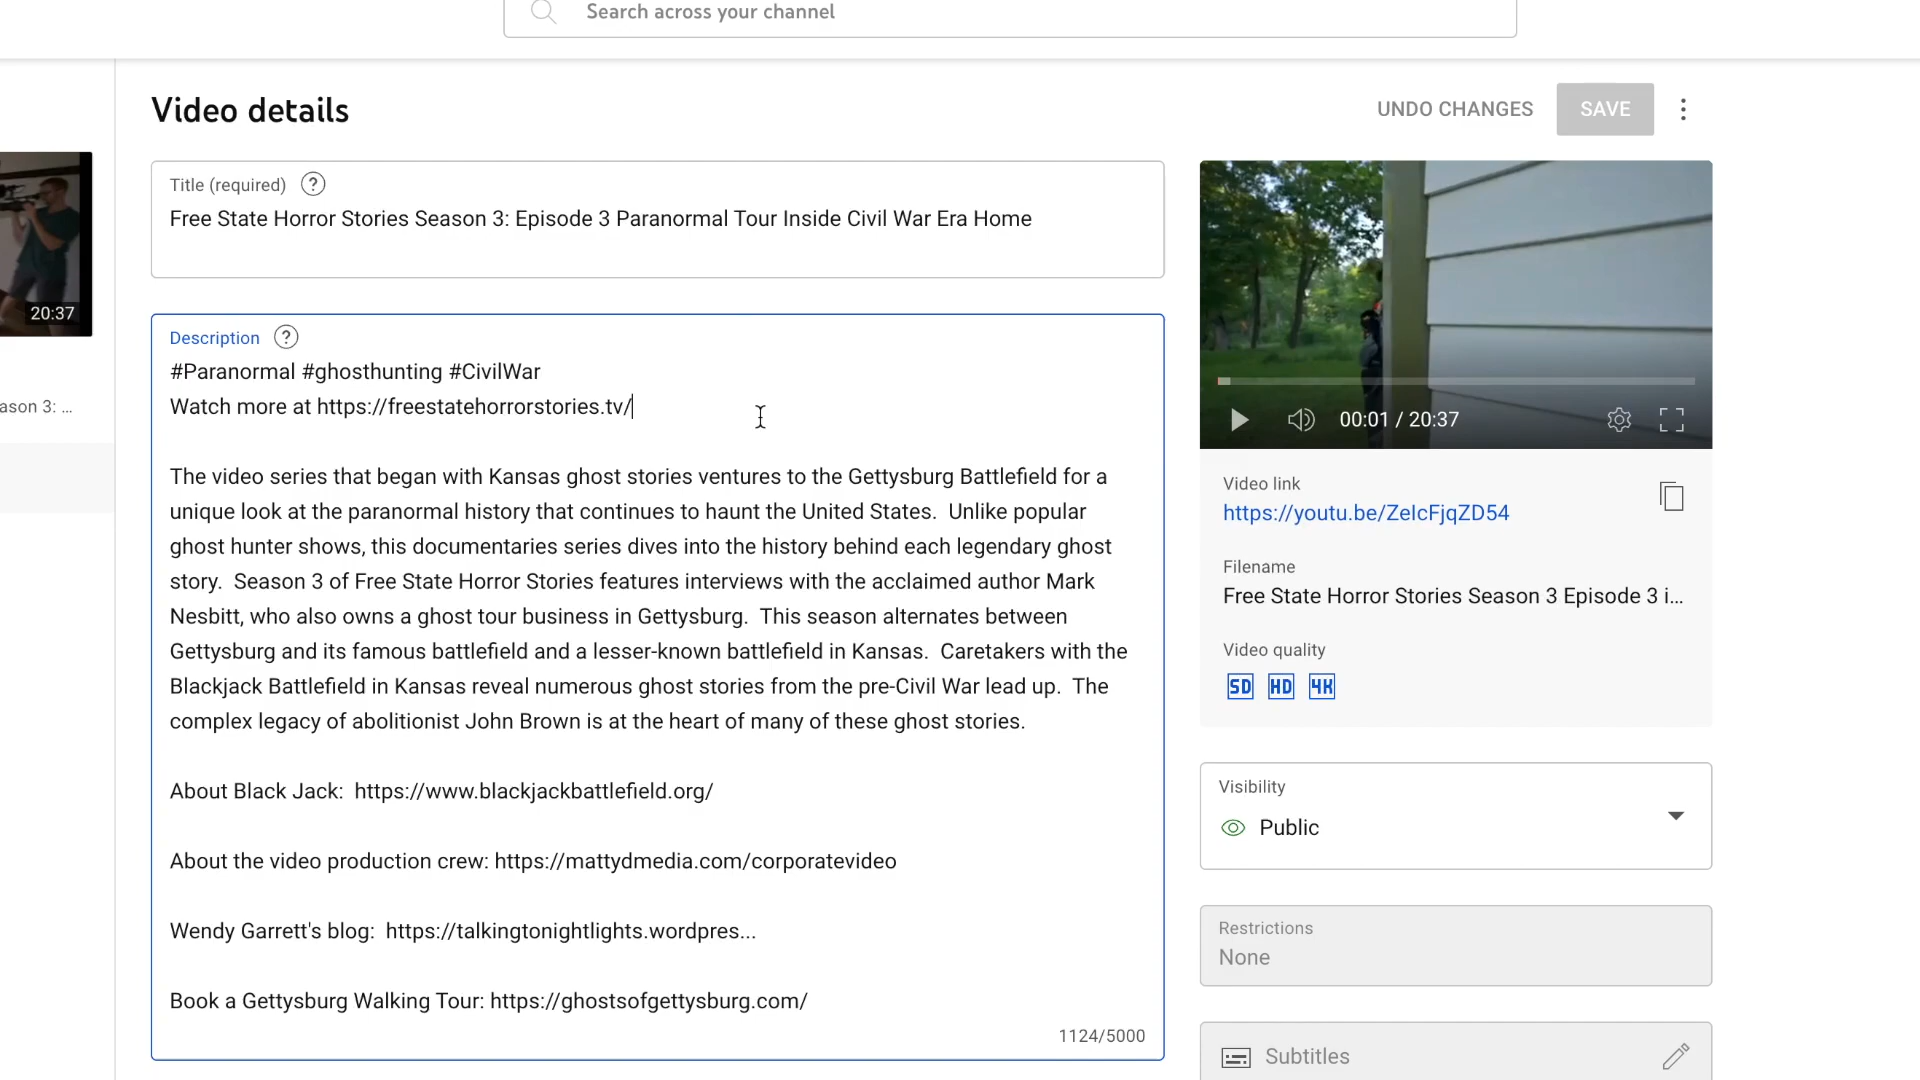 Search across your channel
Video details
UNDO CHANGES
SAVE
Title (required) ?
Free State Horror Stories Season 3: Episode 3 Paranormal Tour Inside Civil War Era Home
20:37
ason 3: ...
Description ?
#Paranormal #ghosthunting #CivilWar
Watch more at https://freestatehorrorstories.tv/
The video series that began with Kansas ghost stories ventures to the Gettysburg Battlefield for a
unique look at the paranormal history that continues to haunt the United States.  Unlike popular
ghost hunter shows, this documentaries series dives into the history behind each legendary ghost
story.  Season 3 of Free State Horror Stories features interviews with the acclaimed author Mark
Nesbitt, who also owns a ghost tour business in Gettysburg.  This season alternates between
Gettysburg and its famous battlefield and a lesser-known battlefield in Kansas.  Caretakers with the
Blackjack Battlefield in Kansas reveal numerous ghost stories from the pre-Civil War lead up.  The
complex legacy of abolitionist John Brown is at the heart of many of these ghost stories.
About Black Jack:  https://www.blackjackbattlefield.org/
About the video production crew: https://mattydmedia.com/corporatevideo
Wendy Garrett's blog:  https://talkingtonightlights.wordpres...
Book a Gettysburg Walking Tour: https://ghostsofgettysburg.com/
1124/5000
00:01 / 20:37
Video link
https://youtu.be/ZeIcFjqZD54
Filename
Free State Horror Stories Season 3 Episode 3 i...
Video quality
SD HD 4K
Visibility
Public
Restrictions
None
Subtitles